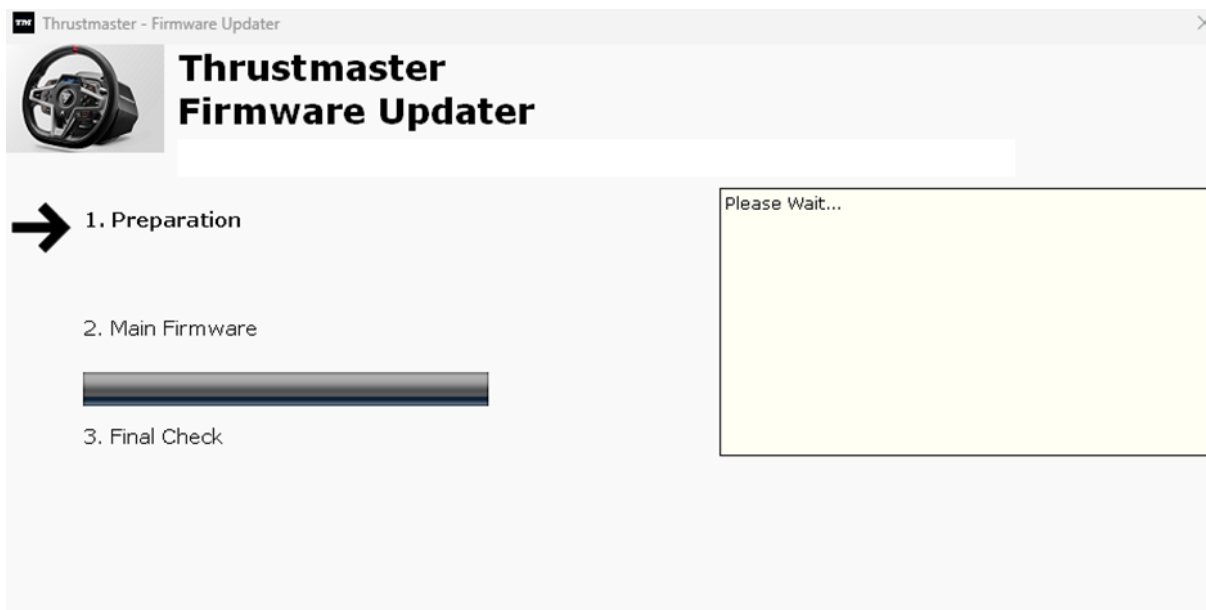 TM Thrustmaster - Firmware Updater
Thrustmaster
Firmware Updater
1. Preparation
Please Wait...
2. Main Firmware
3. Final Check